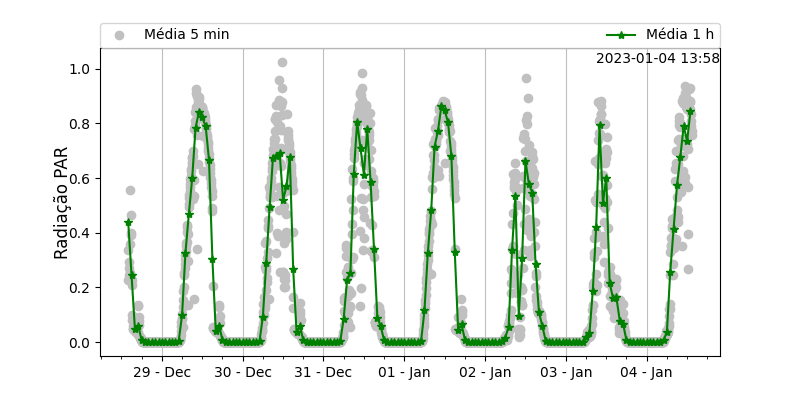 Média 5 min
Média 1 h
2023-01-04 13:58
Radiação PAR
1.0
0.8
0.6
0.4
0.2
0.0
29 - Dec
30 - Dec
31 - Dec
01 - Jan
02 - Jan
03 - Jan
04 - Jan